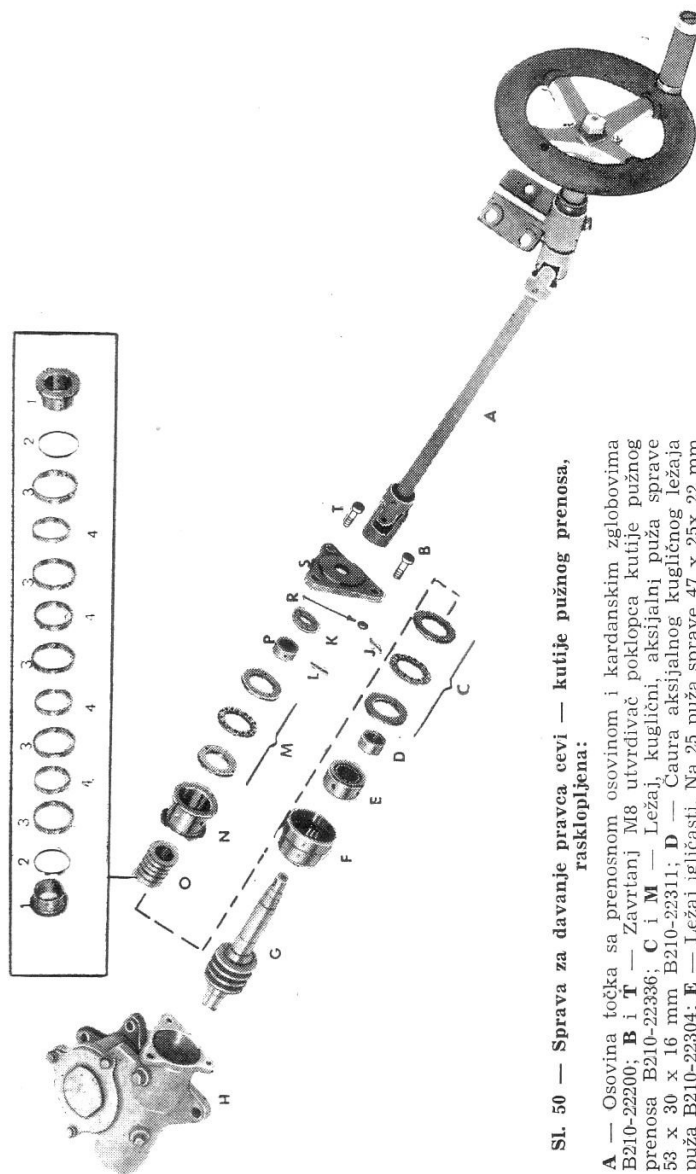 1
2
3
4
3
4
3
4
3
4
3
2
A
T
B
S
R
P
K
L
J
C
M
D
N
E
O
F
G
H
Sl. 50 — Sprava za davanje pravca cevi — kutije pužnog prenosa,
rasklopljena:
A — Osovina točka sa prenosnom osovinom i kardanskim zglobovima
B210-22200; B i T — Zavrtanj M8 utvrdivač poklopca kutije pužnog
prenosa B210-22336; C i M — Ležaj, kuglični, aksijalni puža sprave
53 x 30 x 16 mm B210-22311; D — Čaura aksijalnog kugličnog ležaja
puža B210-22304; E — Ležaj igličasti Na 25 puža sprave 47 x 25x 22 mm